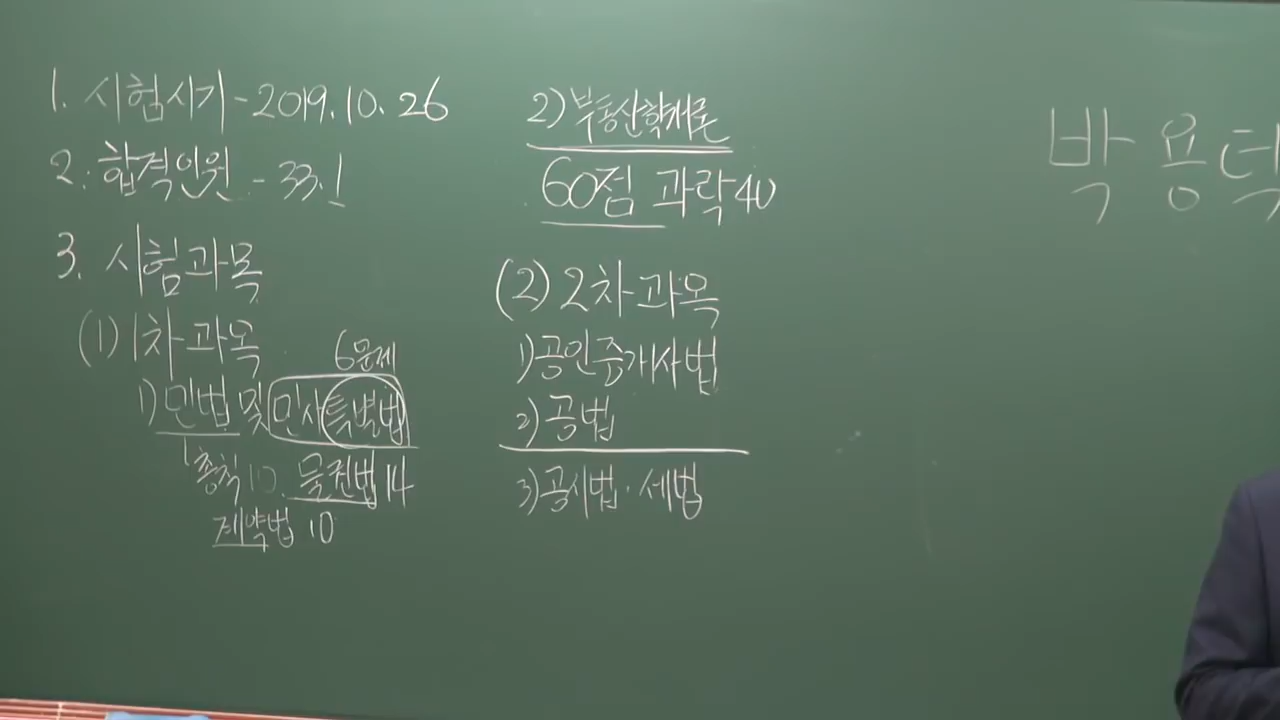 1. 시험시기 - 2019.10.26
2. 합격인원 - 33.1
3. 시험과목
(1) 1차과목
6문제
1) 민법 및 민사특별법
총칙 10. 물권법 14
계약법 10
2) 부동산학개론
60점 과락 40
(2) 2차과목
1) 공인중개사법
2) 공법
3) 공시법·세법
박용덕